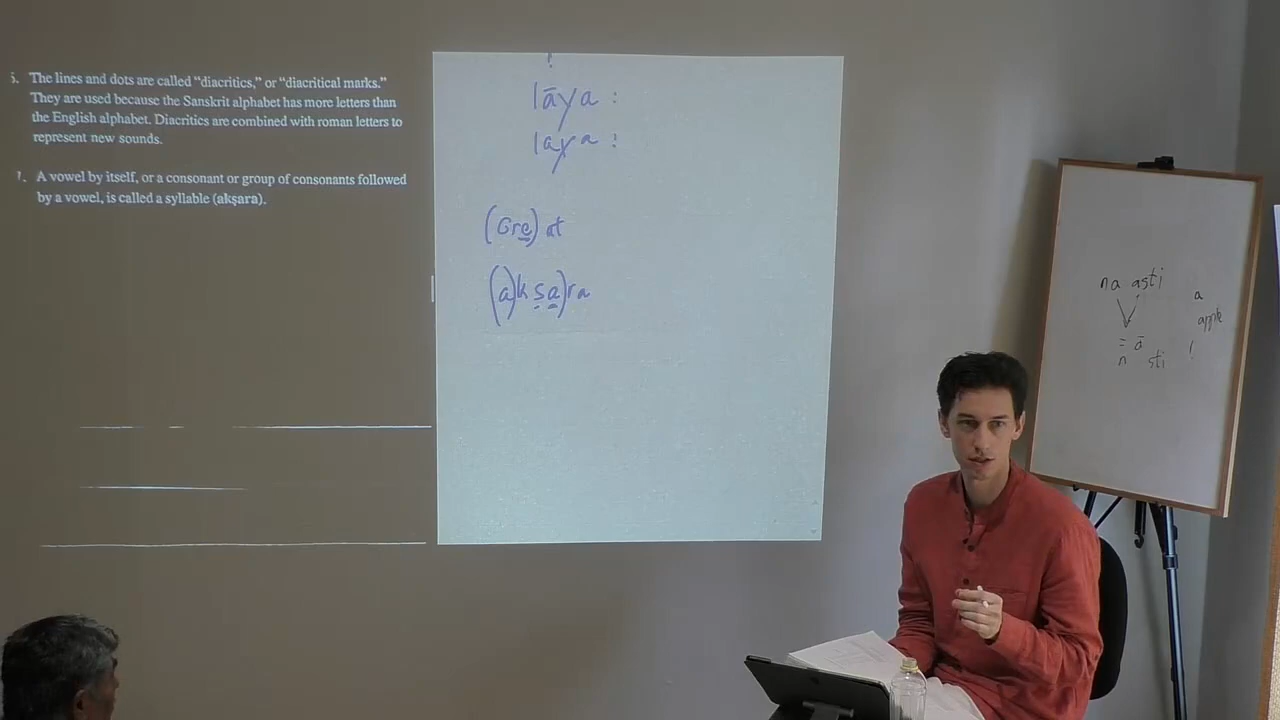 5. The lines and dots are called “diacritics,” or “diacritical marks.”
They are used because the Sanskrit alphabet has more letters than
the English alphabet. Diacritics are combined with roman letters to
represent new sounds.
A vowel by itself, or a consonant or group of consonants followed
by a vowel, is called a syllable (akṣara).
lāya :
laya :
(Gre) at
(a)kṣa)ra
na asti
= ā
n sti
a
apple
!